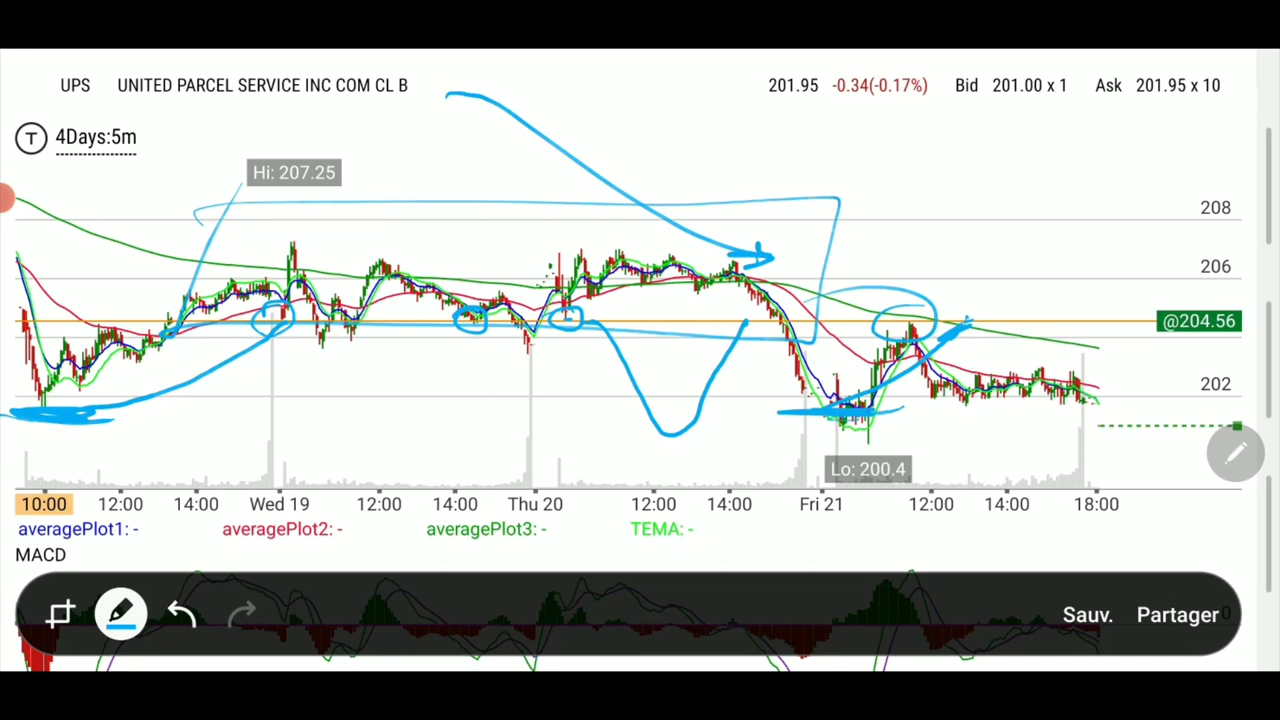 UPS UNITED PARCEL SERVICE INC COM CL B 201.95 -0.34(-0.17%) Bid 201.00 x 1 Ask 201.95 x 10
T 4Days:5m
Hi: 207.25
208
206
@204.56
202
Lo: 200.4
10:00 12:00 14:00 Wed 19 12:00 14:00 Thu 20 12:00 14:00 Fri 21 12:00 14:00 18:00
averagePlot1: - averagePlot2: - averagePlot3: - TEMA: -
MACD
Sauv. Partager
0